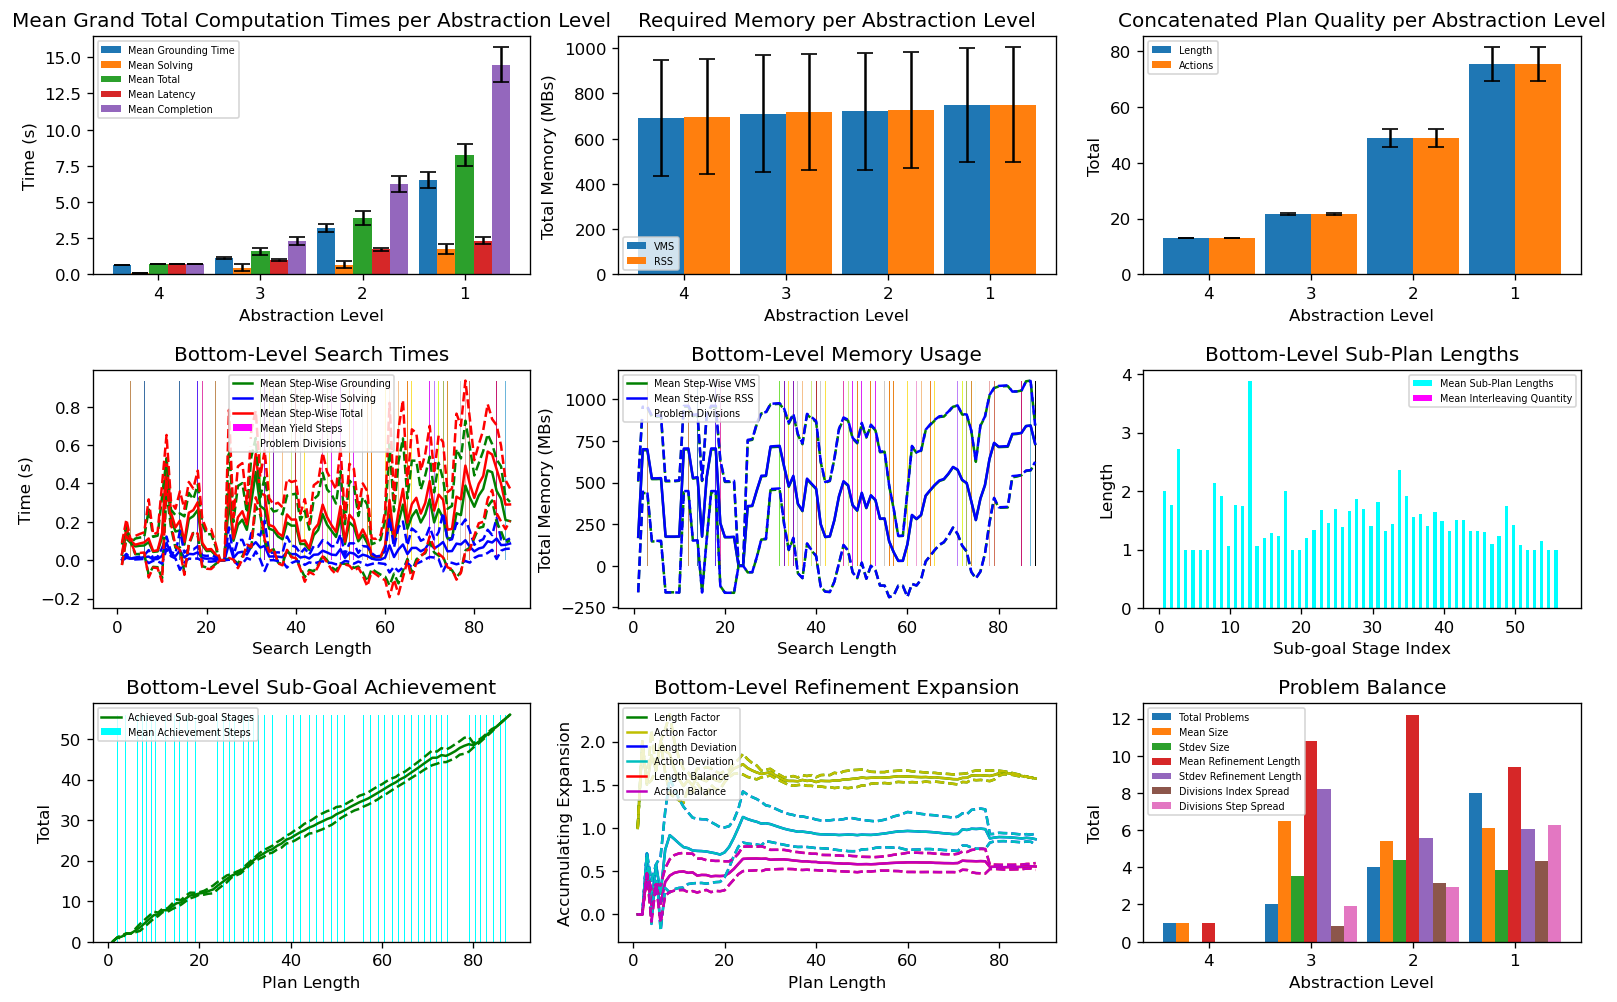 Mean Grand Total Computation Times per Abstraction Level
Time (s)
15.0
12.5
10.0
7.5
5.0
2.5
0.0
Mean Grounding Time
Mean Solving
Mean Total
Mean Latency
Mean Completion
4 3 2 1
Abstraction Level
Required Memory per Abstraction Level
Total Memory (MBs)
1000
800
600
400
200
0
VMS
RSS
4 3 2 1
Abstraction Level
Concatenated Plan Quality per Abstraction Level
Total
80
60
40
20
0
Length
Actions
4 3 2 1
Abstraction Level
Bottom-Level Search Times
Time (s)
0.8
0.6
0.4
0.2
0.0
−0.2
Mean Step-Wise Grounding
Mean Step-Wise Solving
Mean Step-Wise Total
Mean Yield Steps
Problem Divisions
0 20 40 60 80
Search Length
Bottom-Level Memory Usage
Total Memory (MBs)
1000
750
500
250
0
−250
Mean Step-Wise VMS
Mean Step-Wise RSS
Problem Divisions
0 20 40 60 80
Search Length
Bottom-Level Sub-Plan Lengths
Length
4
3
2
1
0
Mean Sub-Plan Lengths
Mean Interleaving Quantity
0 10 20 30 40 50
Sub-goal Stage Index
Bottom-Level Sub-Goal Achievement
Total
50
40
30
20
10
0
Achieved Sub-goal Stages
Mean Achievement Steps
0 20 40 60 80
Plan Length
Bottom-Level Refinement Expansion
Accumulating Expansion
2.0
1.5
1.0
0.5
0.0
Length Factor
Action Factor
Length Deviation
Action Deviation
Length Balance
Action Balance
0 20 40 60 80
Plan Length
Problem Balance
Total
12
10
8
6
4
2
0
Total Problems
Mean Size
Stdev Size
Mean Refinement Length
Stdev Refinement Length
Divisions Index Spread
Divisions Step Spread
4 3 2 1
Abstraction Level